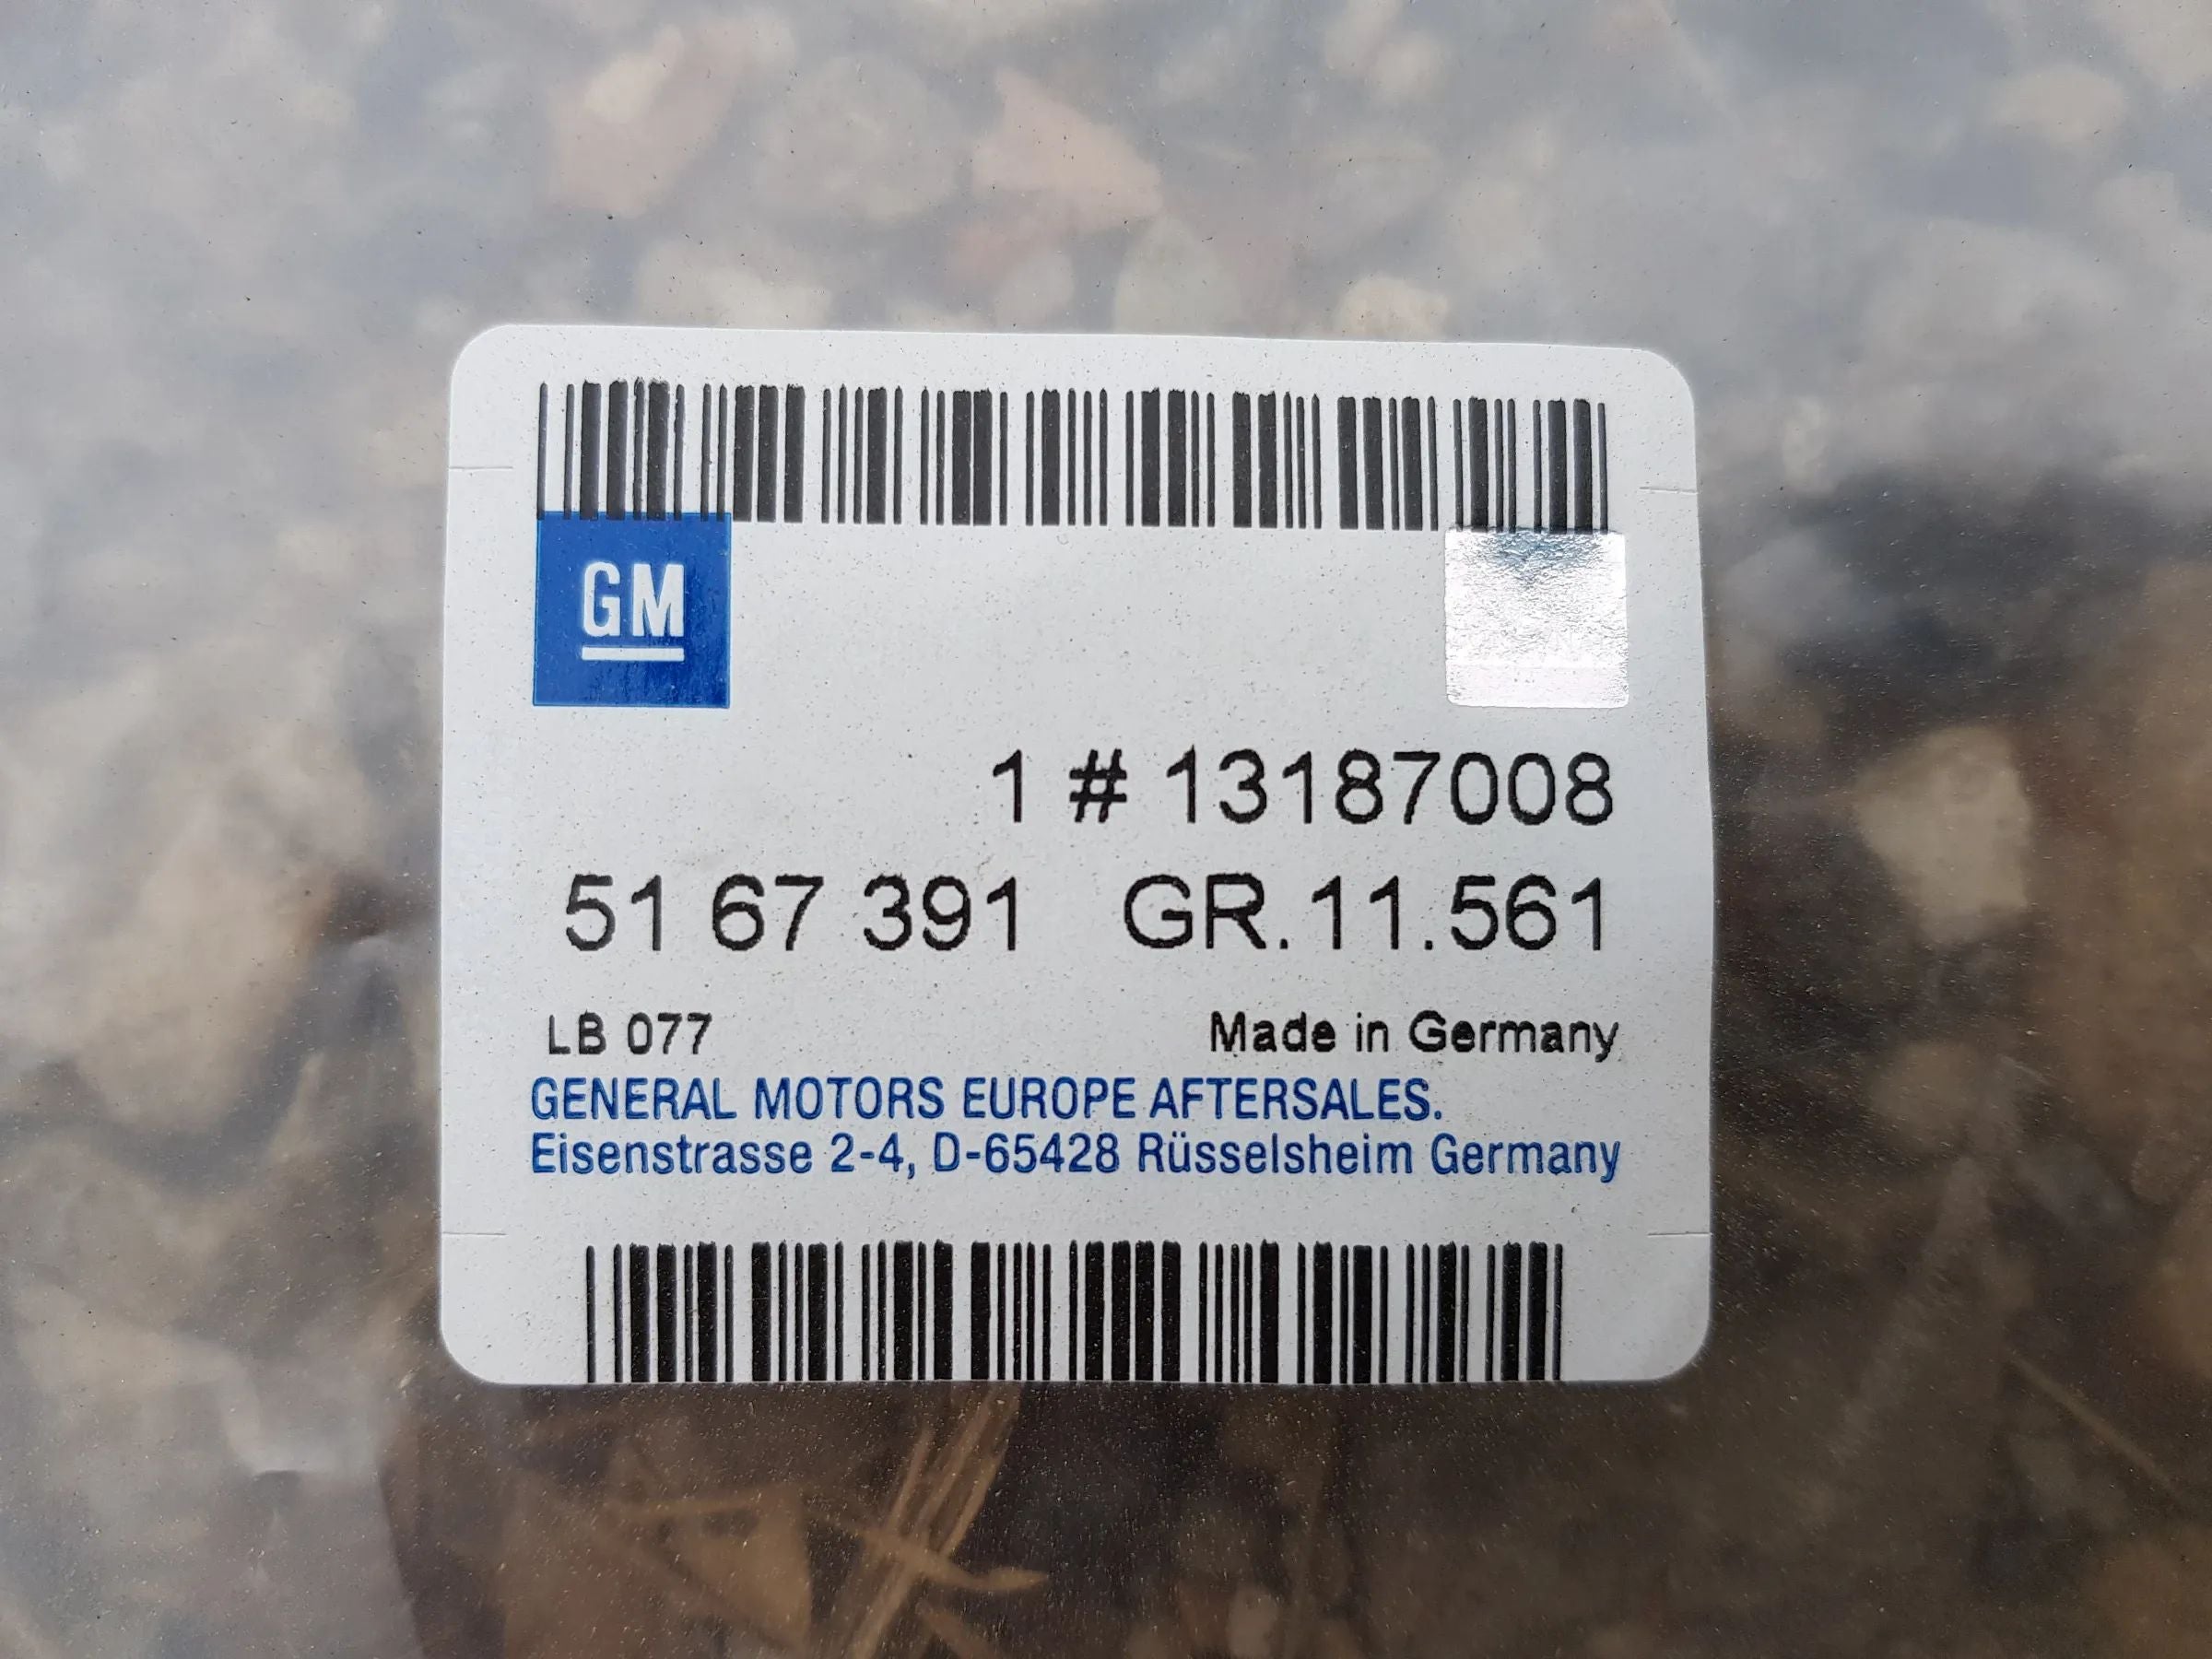 GM
1 # 13187008
51 67 391 GR.11.561
LB 077 Made in Germany
GENERAL MOTORS EUROPE AFTERSALES.
Eisenstrasse 2-4, D-65428 Rüsselsheim Germany